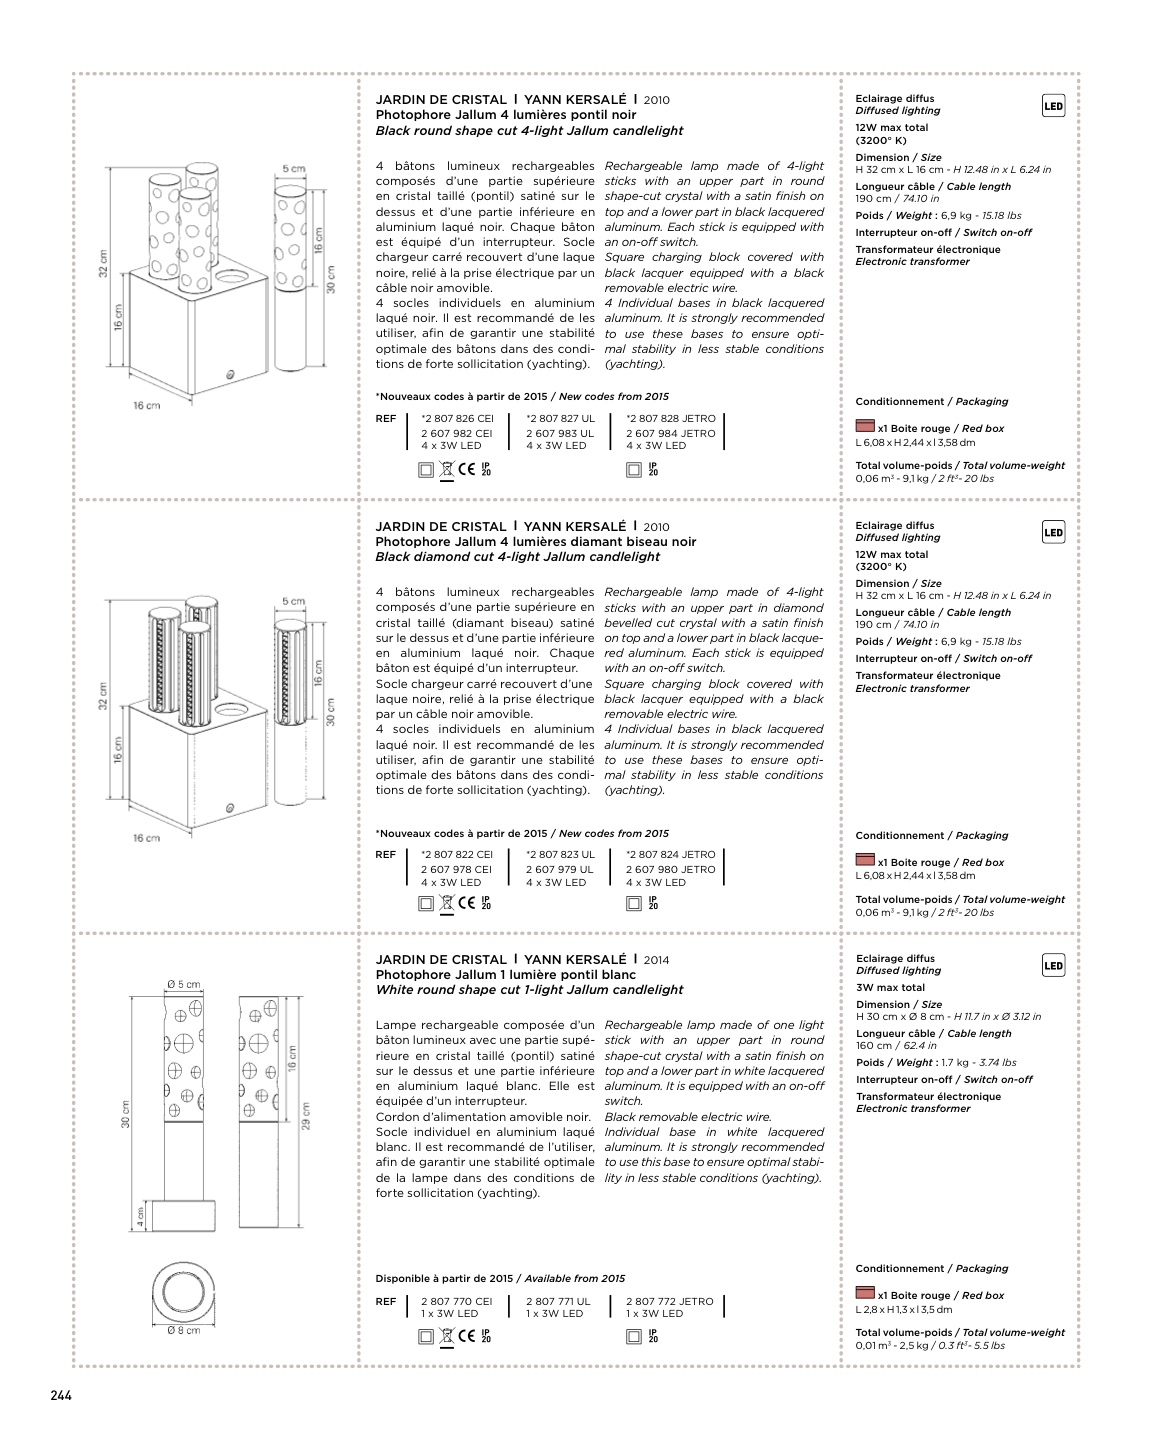 JARDIN DE CRISTAL I YANN KERSALÉ I 2010
Photophore Jallum 4 lumières pontil noir
Black round shape cut 4-light Jallum candlelight
4 bâtons lumineux rechargeables
composés d’une partie supérieure
en cristal taillé (pontil) satiné sur le
dessus et d’une partie inférieure en
aluminium laqué noir. Chaque bâton
est équipé d’un interrupteur. Socle
chargeur carré recouvert d’une laque
noire, relié à la prise électrique par un
câble noir amovible.
4 socles individuels en aluminium
laqué noir. Il est recommandé de les
utiliser, afin de garantir une stabilité
optimale des bâtons dans des condi-
tions de forte sollicitation (yachting).
Rechargeable lamp made of 4-light
sticks with an upper part in round
shape-cut crystal with a satin finish on
top and a lower part in black lacquered
aluminum. Each stick is equipped with
an on-off switch.
Square charging block covered with
black lacquer equipped with a black
removable electric wire.
4 Individual bases in black lacquered
aluminum. It is strongly recommended
to use these bases to ensure opti-
mal stability in less stable conditions
(yachting).
*Nouveaux codes à partir de 2015 / New codes from 2015
REF
*2 807 826 CEI
2 607 982 CEI
4 x 3W LED
*2 807 827 UL
2 607 983 UL
4 x 3W LED
*2 807 828 JETRO
2 607 984 JETRO
4 x 3W LED
CE IP 20
IP 20
5 cm
32 cm
16 cm
16 cm
16 cm
30 cm
Eclairage diffus
Diffused lighting
LED
12W max total
(3200° K)
Dimension / Size
H 32 cm x L 16 cm - H 12.48 in x L 6.24 in
Longueur câble / Cable length
190 cm / 74.10 in
Poids / Weight : 6,9 kg - 15.18 lbs
Interrupteur on-off / Switch on-off
Transformateur électronique
Electronic transformer
Conditionnement / Packaging
x1 Boite rouge / Red box
L 6,08 x H 2,44 x l 3,58 dm
Total volume-poids / Total volume-weight
0,06 m³ - 9,1 kg / 2 ft³- 20 lbs
JARDIN DE CRISTAL I YANN KERSALÉ I 2010
Photophore Jallum 4 lumières diamant biseau noir
Black diamond cut 4-light Jallum candlelight
4 bâtons lumineux rechargeables
composés d’une partie supérieure en
cristal taillé (diamant biseau) satiné
sur le dessus et d’une partie inférieure
en aluminium laqué noir. Chaque
bâton est équipé d’un interrupteur.
Socle chargeur carré recouvert d’une
laque noire, relié à la prise électrique
par un câble noir amovible.
4 socles individuels en aluminium
laqué noir. Il est recommandé de les
utiliser, afin de garantir une stabilité
optimale des bâtons dans des condi-
tions de forte sollicitation (yachting).
Rechargeable lamp made of 4-light
sticks with an upper part in diamond
bevelled cut crystal with a satin finish
on top and a lower part in black lacque-
red aluminum. Each stick is equipped
with an on-off switch.
Square charging block covered with
black lacquer equipped with a black
removable electric wire.
4 Individual bases in black lacquered
aluminum. It is strongly recommended
to use these bases to ensure opti-
mal stability in less stable conditions
(yachting).
*Nouveaux codes à partir de 2015 / New codes from 2015
REF
*2 807 822 CEI
2 607 978 CEI
4 x 3W LED
*2 807 823 UL
2 607 979 UL
4 x 3W LED
*2 807 824 JETRO
2 607 980 JETRO
4 x 3W LED
CE IP 20
IP 20
5 cm
32 cm
16 cm
16 cm
16 cm
30 cm
Eclairage diffus
Diffused lighting
LED
12W max total
(3200° K)
Dimension / Size
H 32 cm x L 16 cm - H 12.48 in x L 6.24 in
Longueur câble / Cable length
190 cm / 74.10 in
Poids / Weight : 6,9 kg - 15.18 lbs
Interrupteur on-off / Switch on-off
Transformateur électronique
Electronic transformer
Conditionnement / Packaging
x1 Boite rouge / Red box
L 6,08 x H 2,44 x l 3,58 dm
Total volume-poids / Total volume-weight
0,06 m³ - 9,1 kg / 2 ft³- 20 lbs
JARDIN DE CRISTAL I YANN KERSALÉ I 2014
Photophore Jallum 1 lumière pontil blanc
White round shape cut 1-light Jallum candlelight
Lampe rechargeable composée d’un
bâton lumineux avec une partie supé-
rieure en cristal taillé (pontil) satiné
sur le dessus et une partie inférieure
en aluminium laqué blanc. Elle est
équipée d’un interrupteur.
Cordon d’alimentation amovible noir.
Socle individuel en aluminium laqué
blanc. Il est recommandé de l’utiliser,
afin de garantir une stabilité optimale
de la lampe dans des conditions de
forte sollicitation (yachting).
Rechargeable lamp made of one light
stick with an upper part in round
shape-cut crystal with a satin finish on
top and a lower part in white lacquered
aluminum. It is equipped with an on-off
switch.
Black removable electric wire.
Individual base in white lacquered
aluminum. It is strongly recommended
to use this base to ensure optimal stabi-
lity in less stable conditions (yachting).
Disponible à partir de 2015 / Available from 2015
REF
2 807 770 CEI
1 x 3W LED
2 807 771 UL
1 x 3W LED
2 807 772 JETRO
1 x 3W LED
CE IP 20
IP 20
Ø 5 cm
16 cm
30 cm
29 cm
4 cm
Ø 8 cm
Eclairage diffus
Diffused lighting
LED
3W max total
Dimension / Size
H 30 cm x Ø 8 cm - H 11.7 in x Ø 3.12 in
Longueur câble / Cable length
160 cm / 62.4 in
Poids / Weight : 1.7 kg - 3.74 lbs
Interrupteur on-off / Switch on-off
Transformateur électronique
Electronic transformer
Conditionnement / Packaging
x1 Boite rouge / Red box
L 2,8 x H 1,3 x l 3,5 dm
Total volume-poids / Total volume-weight
0,01 m³ - 2,5 kg / 0.3 ft³- 5.5 lbs
244